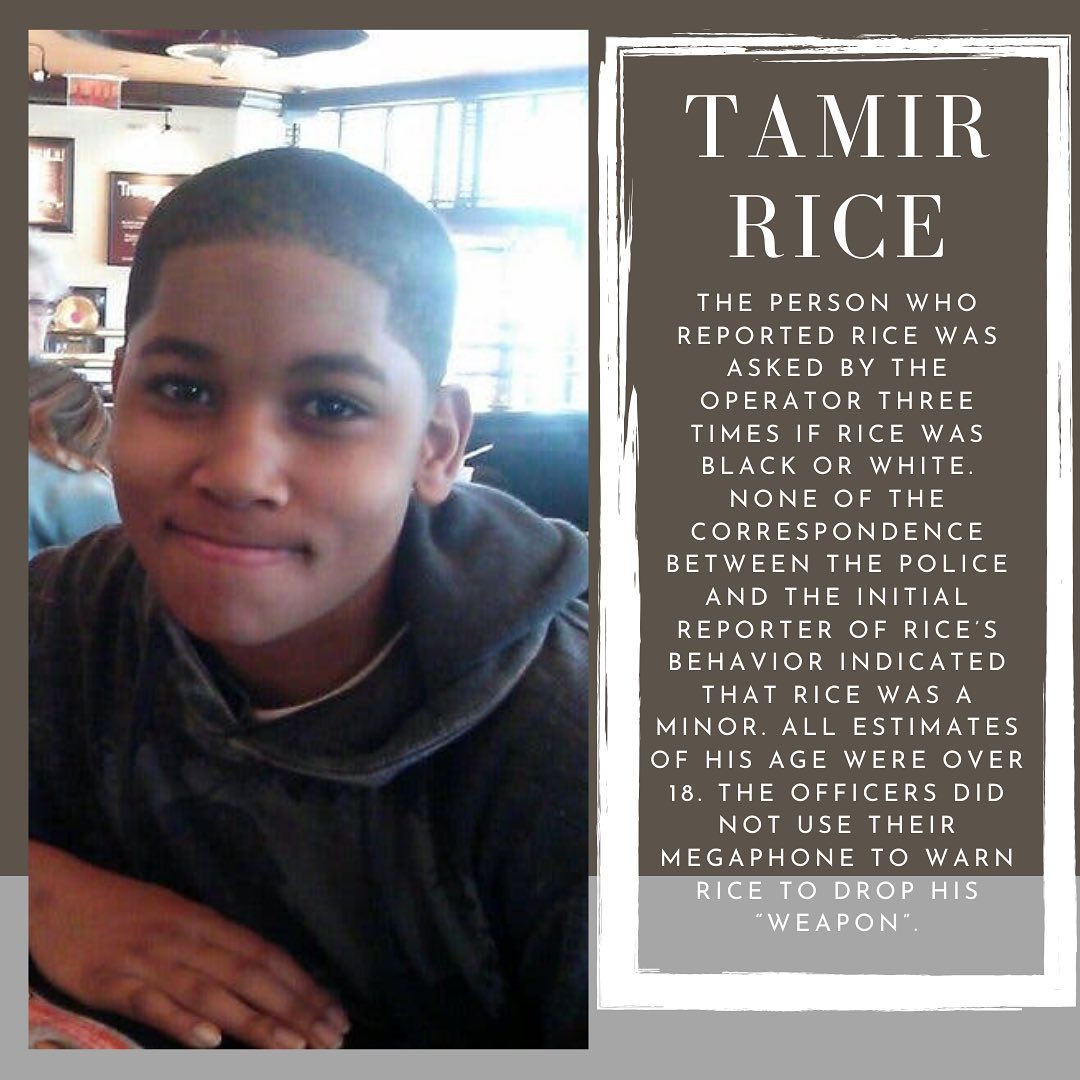 TAMIR
RICE
THE PERSON WHO
REPORTED RICE WAS
ASKED BY THE
OPERATOR THREE
TIMES IF RICE WAS
BLACK OR WHITE.
NONE OF THE
CORRESPONDENCE
BETWEEN THE POLICE
AND THE INITIAL
REPORTER OF RICE'S
BEHAVIOR INDICATED
THAT RICE WAS A
MINOR. ALL ESTIMATES
OF HIS AGE WERE OVER
18. THE OFFICERS DID
NOT USE THEIR
MEGAPHONE TO WARN
RICE TO DROP HIS
“WEAPON”.